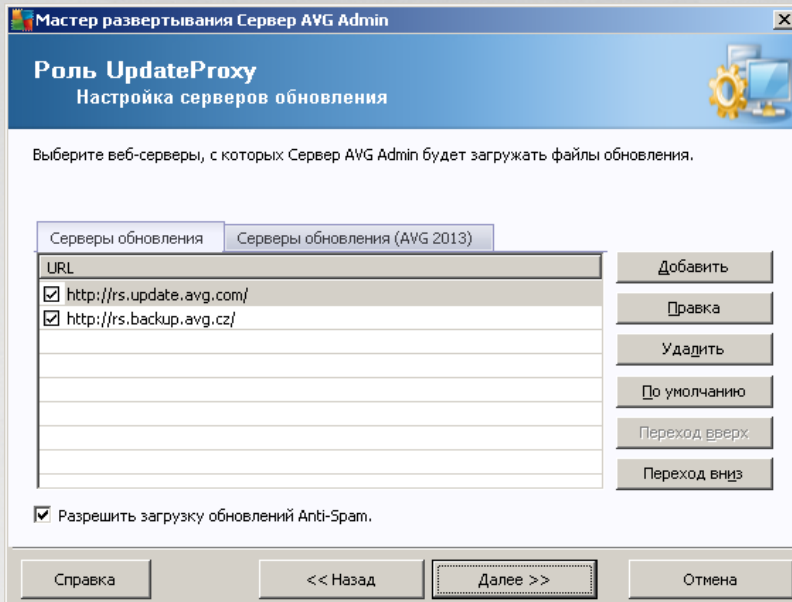 Мастер развертывания Сервер AVG Admin
Роль UpdateProxy
Настройка серверов обновления
Выберите веб-серверы, с которых Сервер AVG Admin будет загружать файлы обновления.
Серверы обновления
Серверы обновления (AVG 2013)
URL
http://rs.update.avg.com/
http://rs.backup.avg.cz/
Добавить
Правка
Удалить
По умолчанию
Переход вверх
Переход вниз
Разрешить загрузку обновлений Anti-Spam.
Справка
<< Назад
Далее >>
Отмена